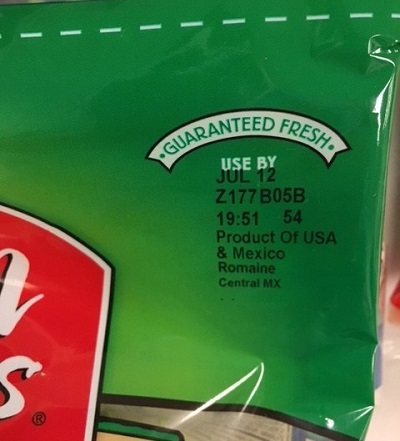 GUARANTEED FRESH
USE BY
JUL 12
Z177B05B
19:51 54
Product Of USA
& Mexico
Romaine
Central MX
s®